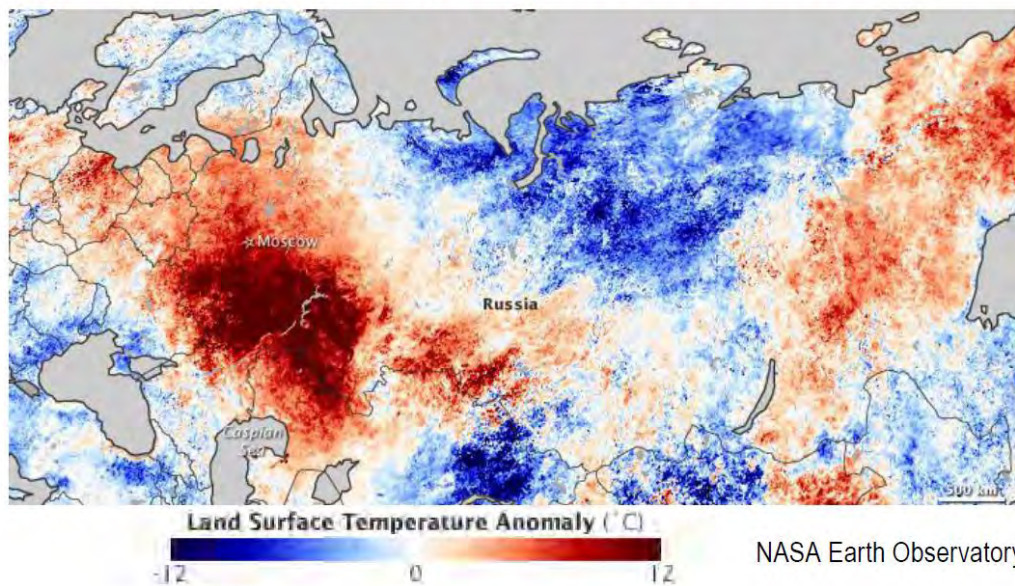 ☆Moscow
Russia
Caspian
Sea
500 km
Land Surface Temperature Anomaly (˚C)
-12 0 12
NASA Earth Observatory